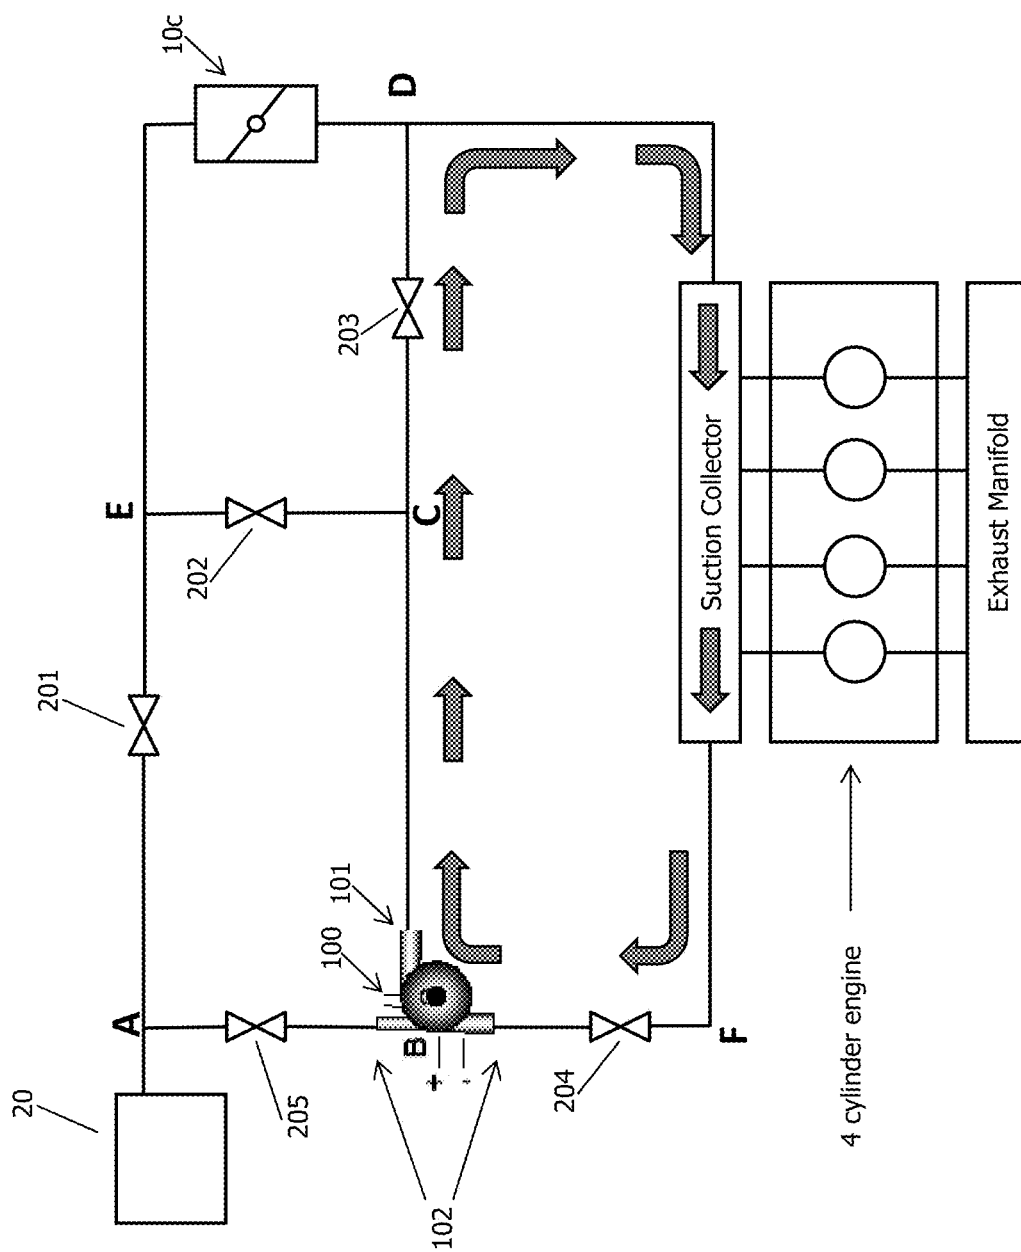 20
201
A
E
10c
202
205
100
101
203
D
B
C
+
-
102
204
Suction Collector
F
4 cylinder engine
Exhaust Manifold